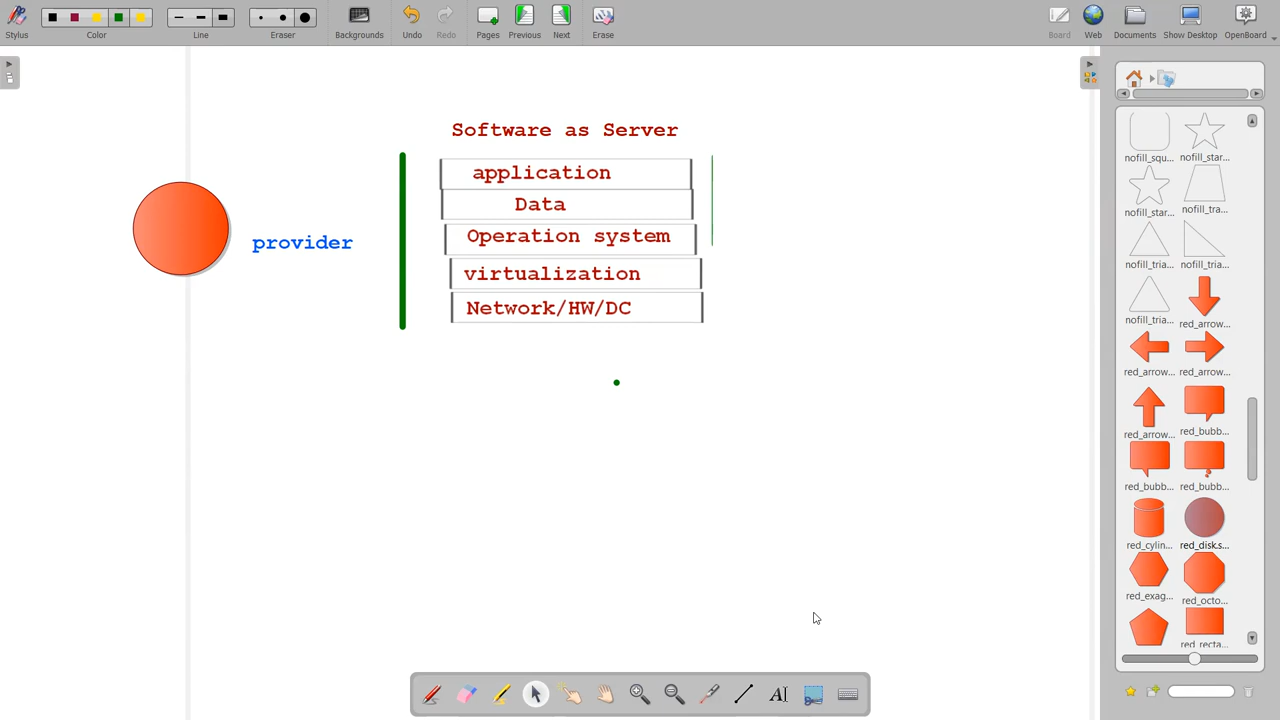 Stylus
Color
Line
Eraser
Backgrounds
Undo
Redo
Pages
Previous
Next
Erase
Board
Web
Documents
Show Desktop
OpenBoard
Software as Server
application
Data
Operation system
virtualization
Network/HW/DC
provider
nofill_squ...
nofill_star...
nofill_star...
nofill_tra...
nofill_tria...
nofill_tria...
nofill_tria...
red_arrow...
red_arrow...
red_arrow...
red_arrow...
red_bubb...
red_bubb...
red_bubb...
red_cylin...
red_disk.s...
red_exag...
red_octo...
red_recta...